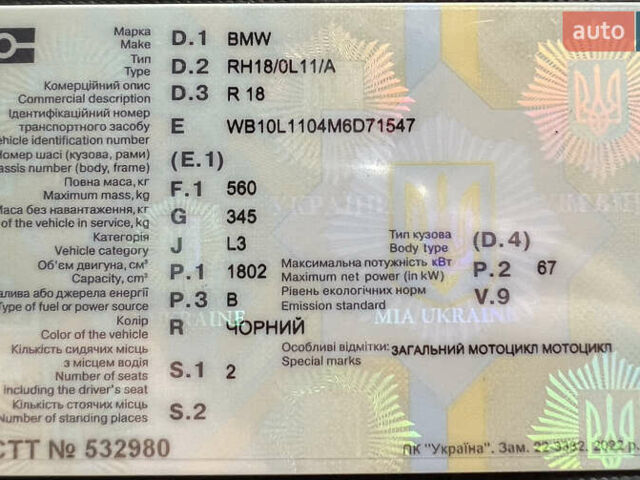 auto
Марка D.1 BMW
Make
Тип D.2 RH18/0L11/A
Type
Комерційний опис D.3 R 18
Commercial description
Ідентифікаційний номер
транспортного засобу E WB10L1104M6D71547
vehicle identification number
Номер шасі (кузова, рами) (E.1)
assis number (body, frame)
Повна маса, кг F.1 560
Maximum mass, kg
Маса без навантаження, кг G 345
of the vehicle in service, kg
Категорія J L3 Тип кузова (D.4)
Vehicle category Body type
Об'єм двигуна, см³ P.1 1802 Максимальна потужність кВт P.2 67
Capacity, cm³ Maximum net power (in kW)
алива або джерела енергії P.3 B Рівень екологічних норм V.9
Type of fuel or power source Emission standard
Колір R ЧОРНИЙ
Color of the vehicle
UKRAINE
MIA UKRAINE
Кількість сидячих місць Особливі відмітки: ЗАГАЛЬНИЙ МОТОЦИКЛ МОТОЦИКЛ
з місцем водія S.1 2 Special marks
Number of seats
including the driver's seat
Кількість стоячих місць S.2
Number of standing places
СТТ № 532980 ПК "Україна". Зам. 22-3332. 2022 р.